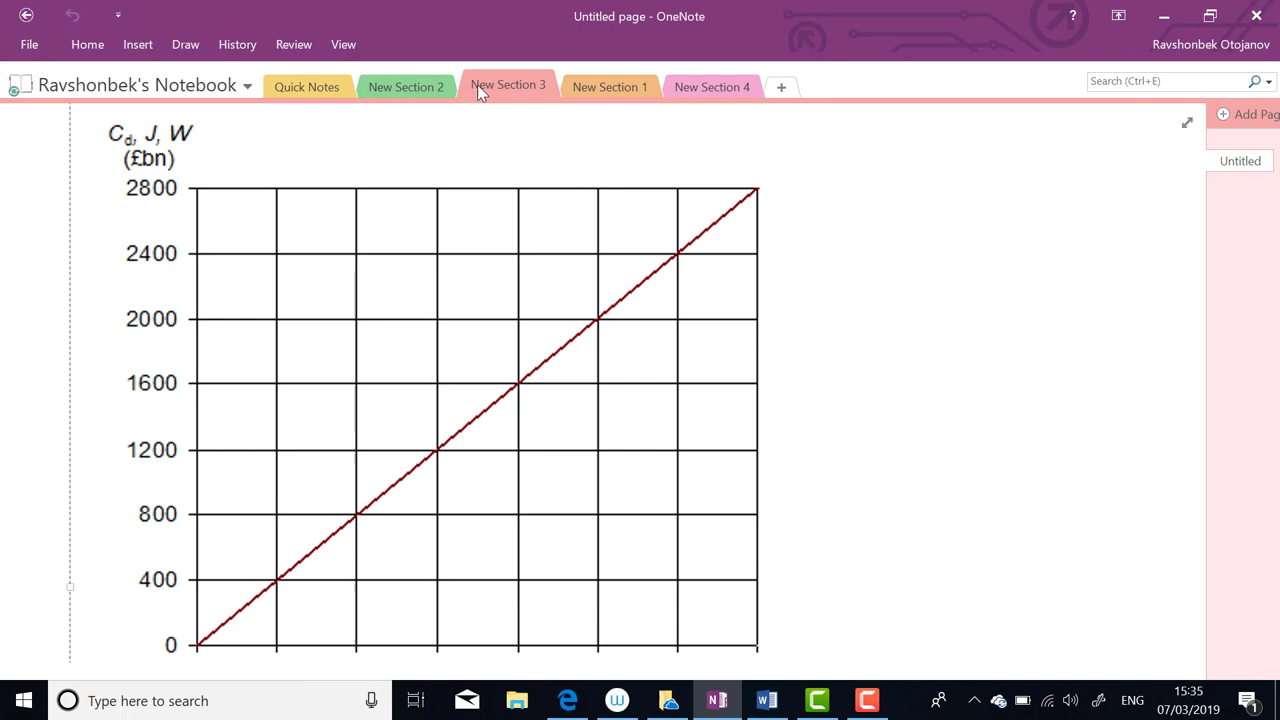 Untitled page - OneNote
?
File Home Insert Draw History Review View
Ravshonbek Otojanov
Ravshonbek's Notebook
Quick Notes
New Section 2
New Section 3
New Section 1
New Section 4
+
Search (Ctrl+E)
Add Pag
Untitled
Cd, J, W
(£bn)
2800
2400
2000
1600
1200
800
400
0
Type here to search
ENG
15:35
07/03/2019
1